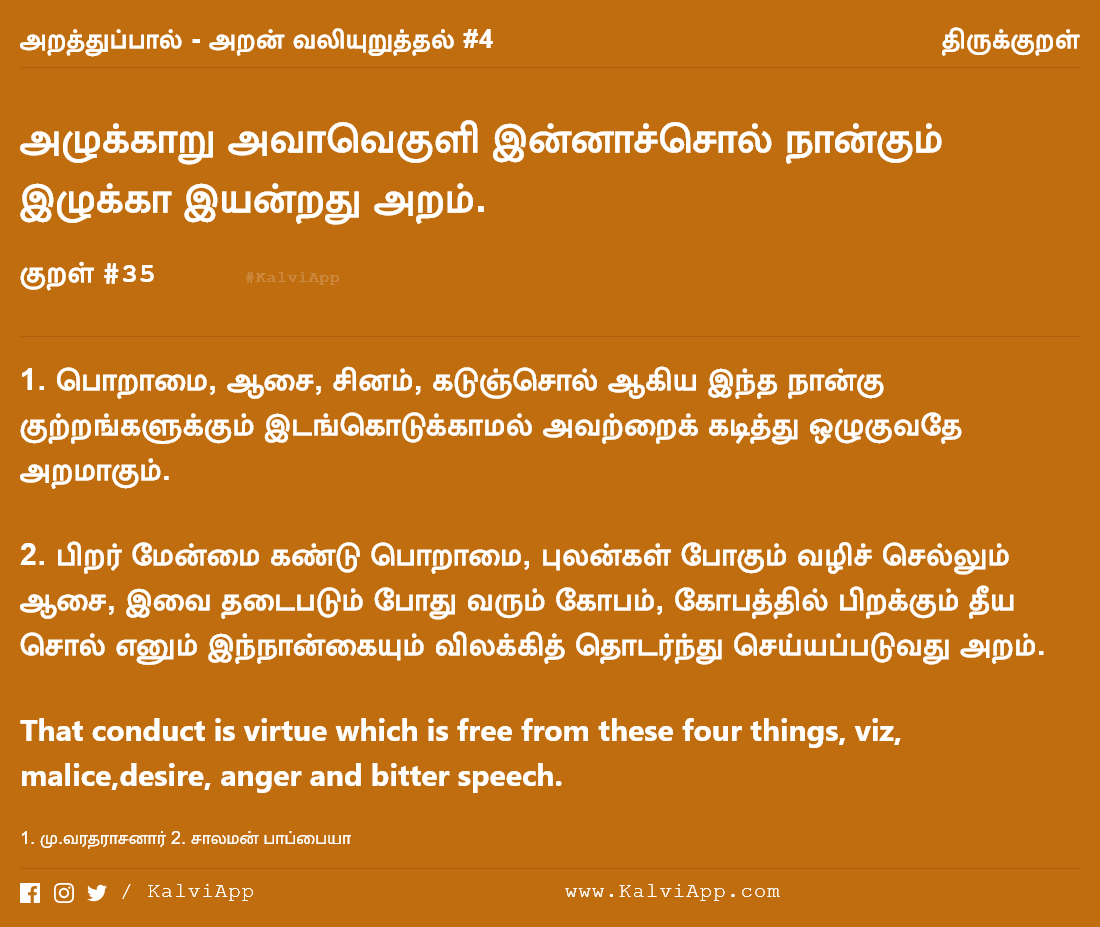 அறத்துப்பால் - அறன் வலியுறுத்தல் #4
திருக்குறள்
அழுக்காறு அவாவெகுளி இன்னாச்சொல் நான்கும்
இழுக்கா இயன்றது அறம்.
குறள் #35
#KalviApp
1. பொறாமை, ஆசை, சினம், கடுஞ்சொல் ஆகிய இந்த நான்கு
குற்றங்களுக்கும் இடங்கொடுக்காமல் அவற்றைக் கடித்து ஒழுகுவதே
அறமாகும்.
2. பிறர் மேன்மை கண்டு பொறாமை, புலன்கள் போகும் வழிச் செல்லும்
ஆசை, இவை தடைபடும் போது வரும் கோபம், கோபத்தில் பிறக்கும் தீய
சொல் எனும் இந்நான்கையும் விலக்கித் தொடர்ந்து செய்யப்படுவது அறம்.
That conduct is virtue which is free from these four things, viz,
malice,desire, anger and bitter speech.
1. மு.வரதராசனார் 2. சாலமன் பாப்பையா
/ KalviApp
www.KalviApp.com